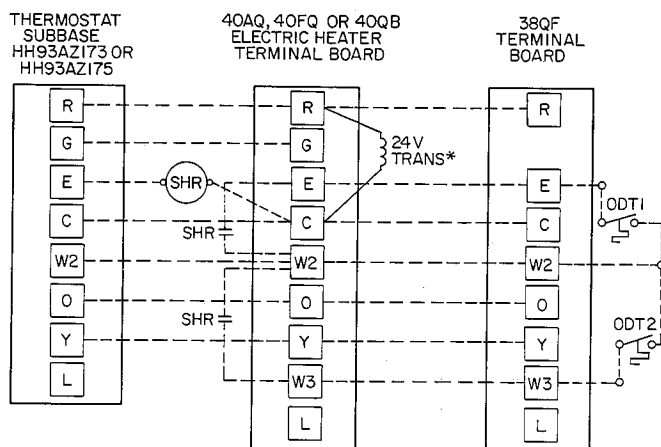 THERMOSTAT
SUBBASE
HH93AZ173 OR
HH93AZ175
40AQ, 40FQ OR 40QB
ELECTRIC HEATER
TERMINAL BOARD
38QF
TERMINAL
BOARD
R
R
R
G
G
24V
TRANS*
E
SHR
E
E
ODT1
C
C
C
SHR
W2
W2
W2
O
O
O
SHR
ODT2
Y
Y
Y
L
W3
W3
L
L